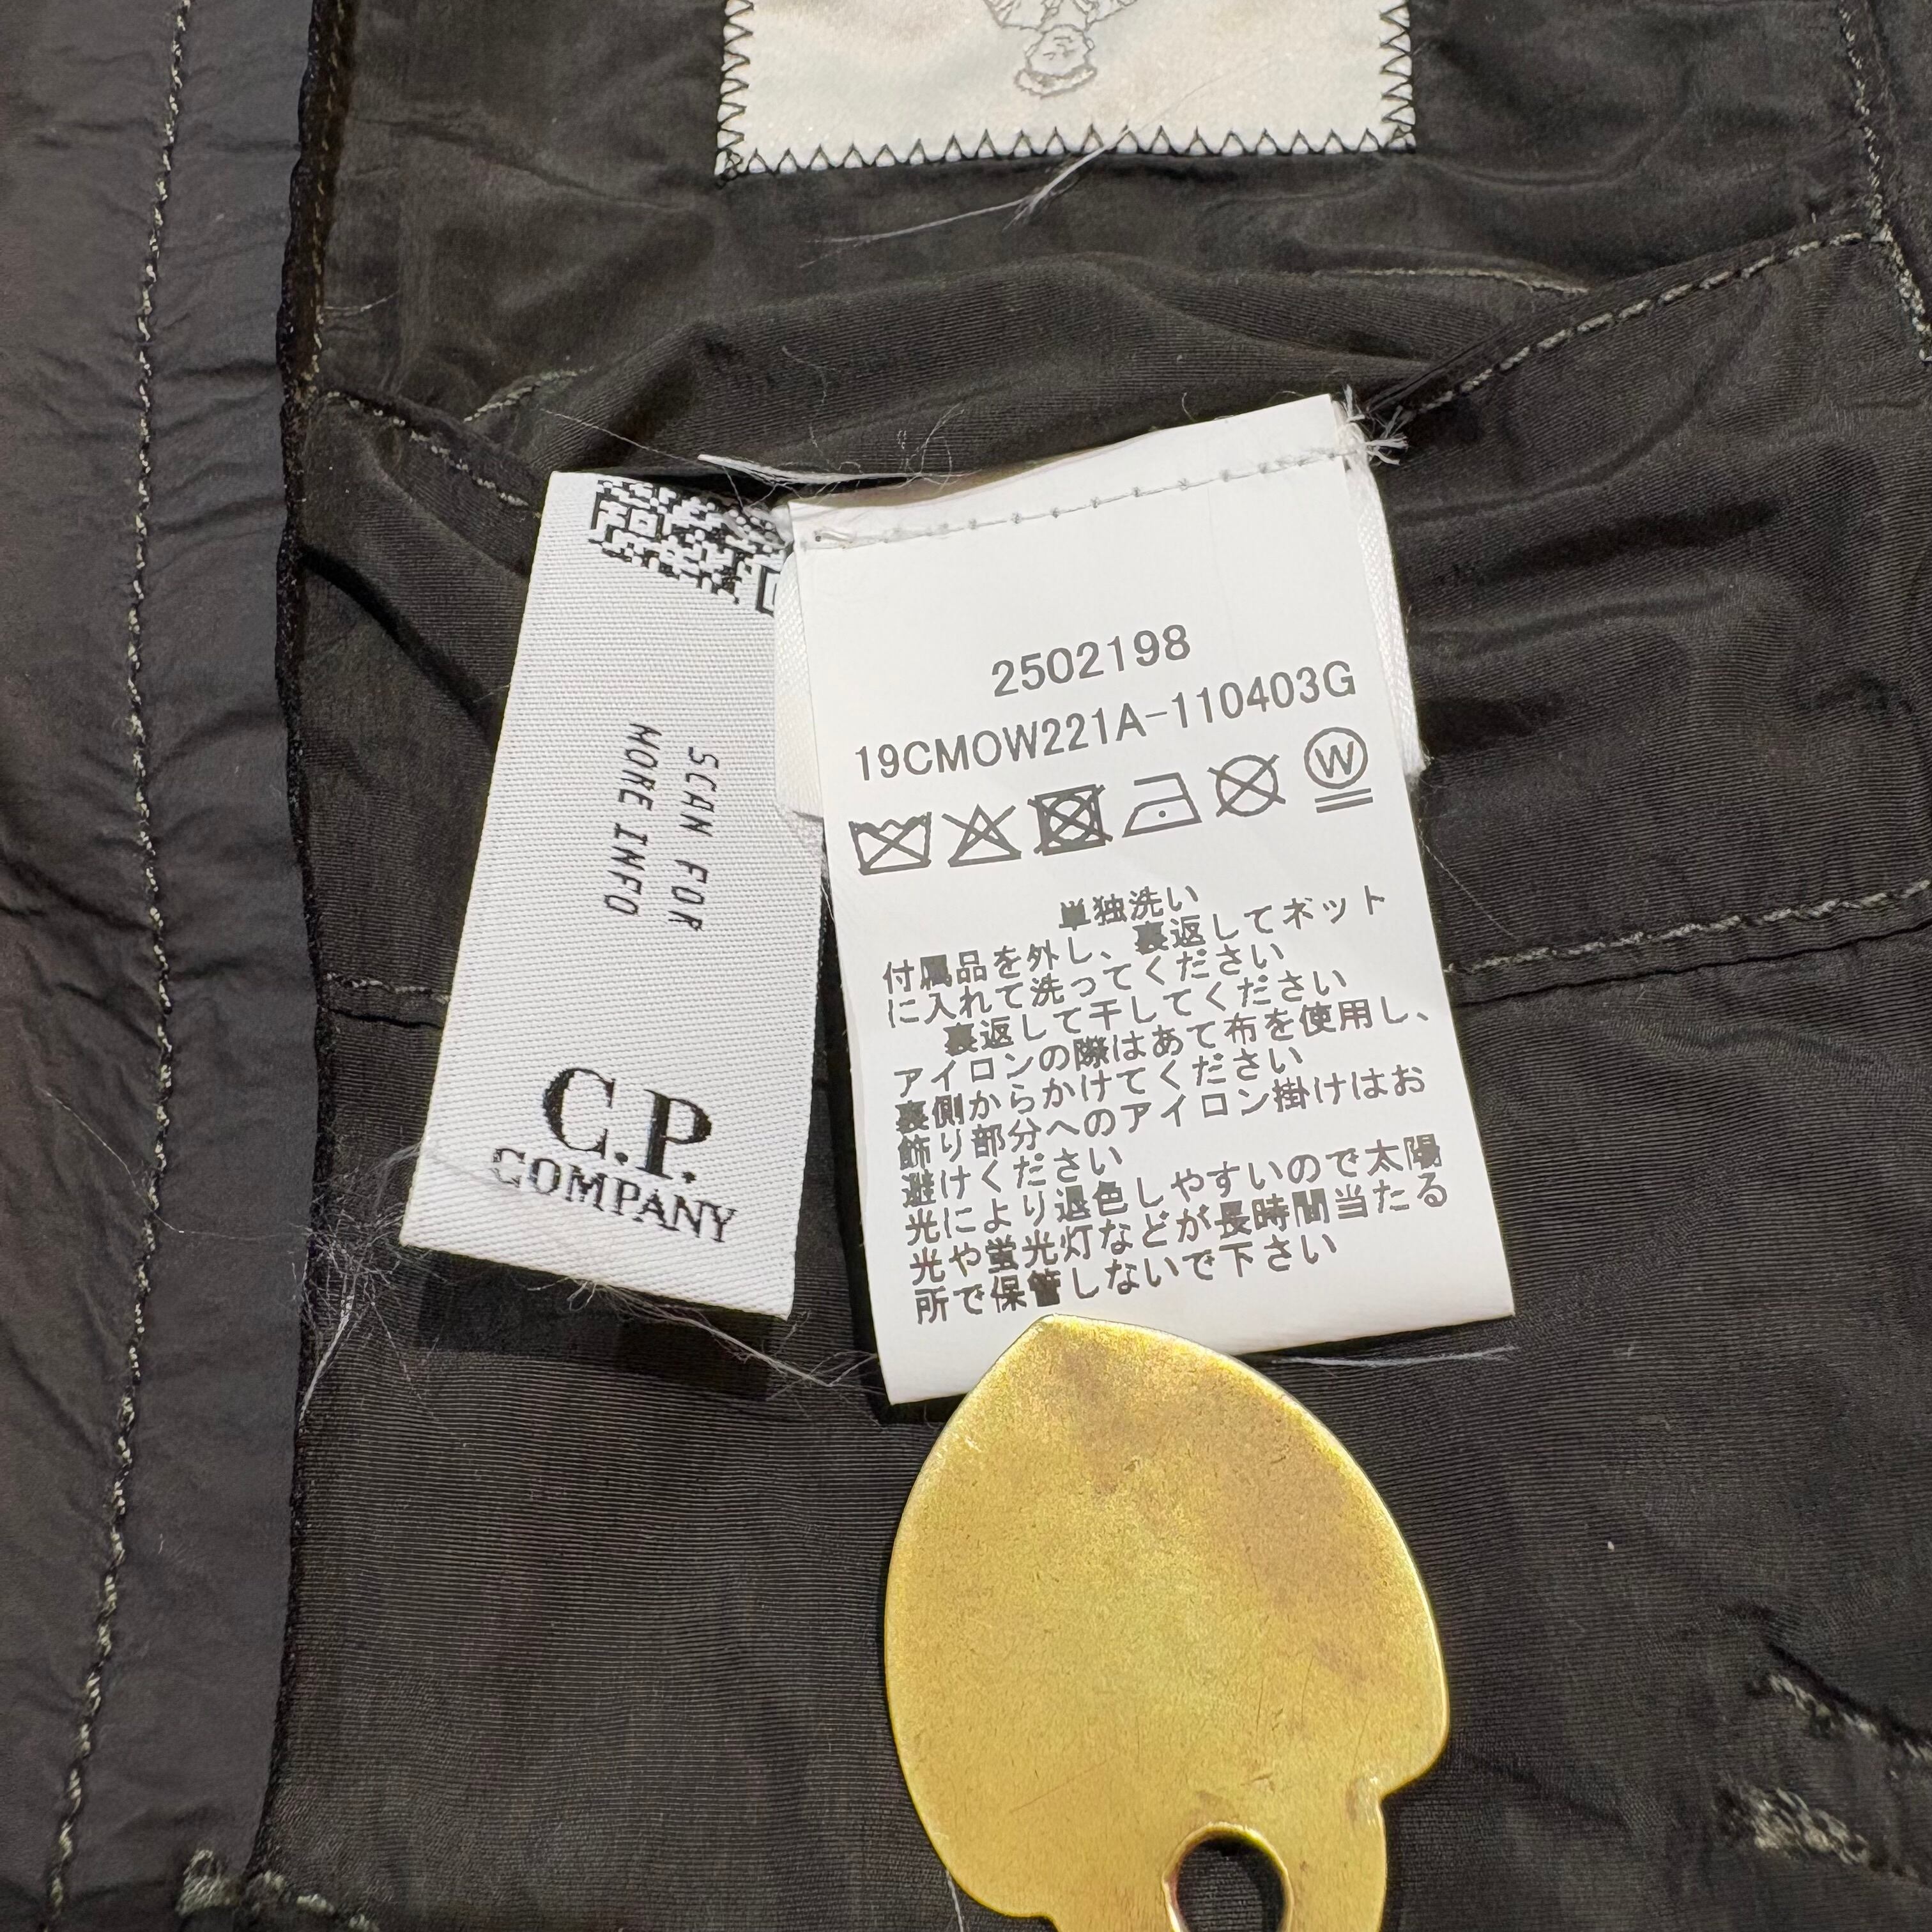 SCAN FOR
MORE INFO
C.P.
COMPANY
2502198
19CMOW221A-110403G
W
単独洗い
付属品を外し、裏返してネット
に入れて洗ってください
裏返して干してください
アイロンの際はあて布を使用し、
裏側からかけてください
飾り部分へのアイロン掛けはお
避けください
光により退色しやすいので太陽
光や蛍光灯などが長時間当たる
所で保管しないで下さい